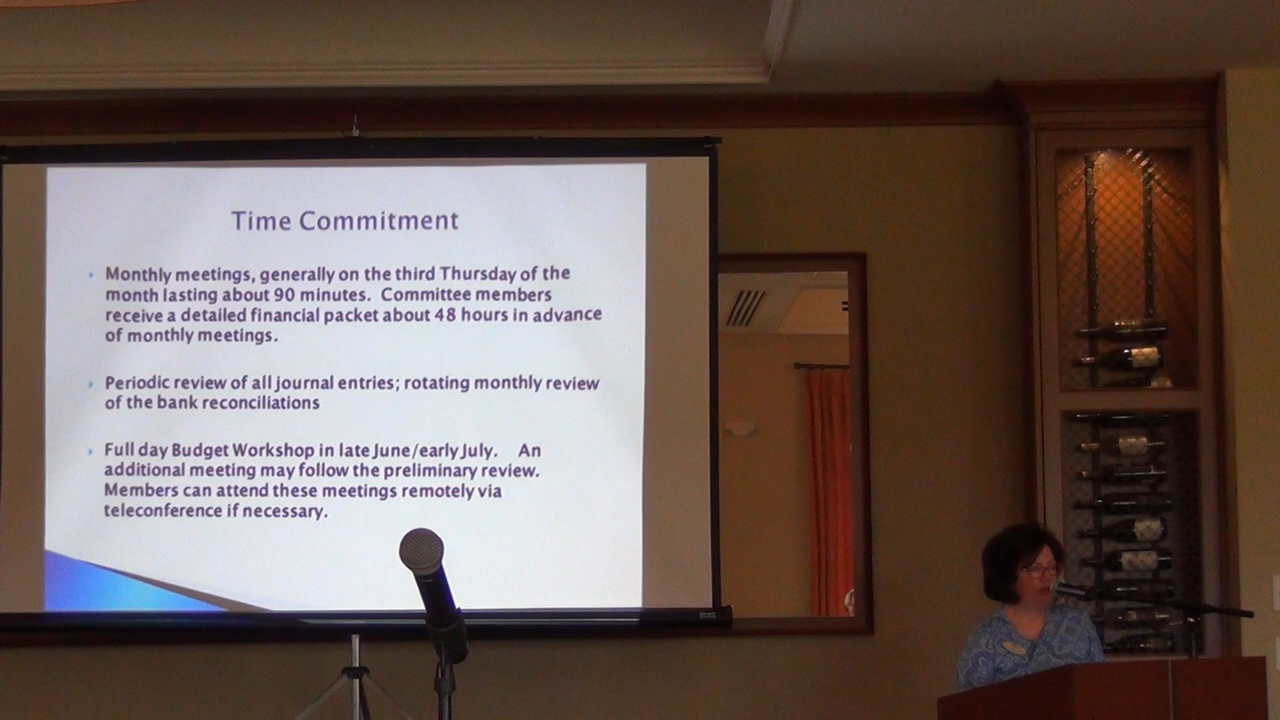 Time Commitment
Monthly meetings, generally on the third Thursday of the
month lasting about 90 minutes. Committee members
receive a detailed financial packet about 48 hours in advance
of monthly meetings.
Periodic review of all journal entries; rotating monthly review
of the bank reconciliations
Full day Budget Workshop in late June/early July. An
additional meeting may follow the preliminary review.
Members can attend these meetings remotely via
teleconference if necessary.